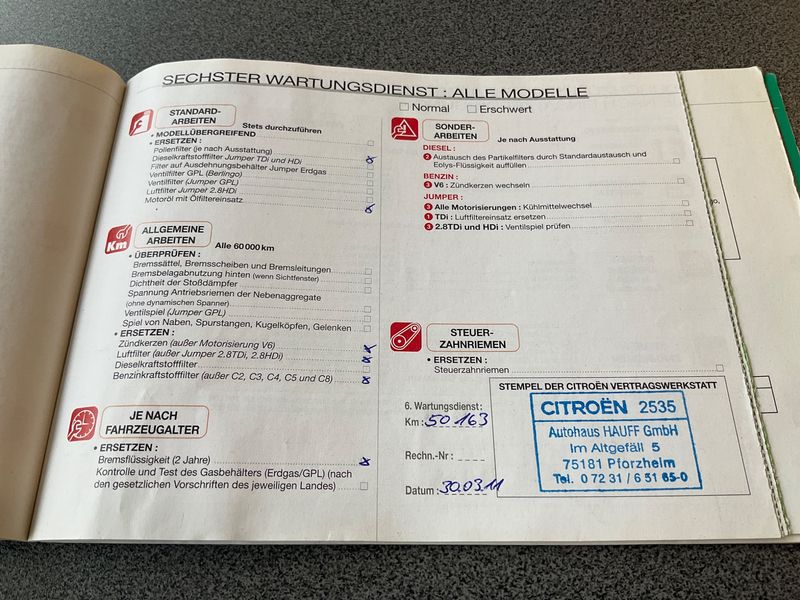 SECHSTER WARTUNGSDIENST : ALLE MODELLE
Normal Erschwert
STANDARD-
ARBEITEN
Stets durchzuführen
• MODELLÜBERGREIFEND
• ERSETZEN :
Pollenfilter (je nach Ausstattung)
Dieselkraftstofffilter Jumper TDi und HDi
Filter auf Ausdehnungsbehälter Jumper Erdgas
Ventilfilter GPL (Berlingo)
Ventilfilter (Jumper GPL)
Luftfilter Jumper 2.8HDi
Motoröl mit Ölfiltereinsatz
Km
ALLGEMEINE
ARBEITEN
Alle 60 000 km
• ÜBERPRÜFEN :
Bremssättel, Bremsscheiben und Bremsleitungen
Bremsbelagabnutzung hinten (wenn Sichtfenster)
Dichtheit der Stoßdämpfer
Spannung Antriebsriemen der Nebenaggregate
(ohne dynamischen Spanner)
Ventilspiel (Jumper GPL)
Spiel von Naben, Spurstangen, Kugelköpfen, Gelenken
• ERSETZEN :
Zündkerzen (außer Motorisierung V6)
Luftfilter (außer Jumper 2.8TDi, 2.8HDi)
Dieselkraftstofffilter
Benzinkraftstofffilter (außer C2, C3, C4, C5 und C8)
JE NACH
FAHRZEUGALTER
• ERSETZEN :
Bremsflüssigkeit (2 Jahre)
Kontrolle und Test des Gasbehälters (Erdgas/GPL) (nach
den gesetzlichen Vorschriften des jeweiligen Landes)
SONDER-
ARBEITEN
Je nach Ausstattung
DIESEL :
2 Austausch des Partikelfilters durch Standardaustausch und
Eolys-Flüssigkeit auffüllen
BENZIN :
3 V6 : Zündkerzen wechseln
JUMPER :
3 Alle Motorisierungen : Kühlmittelwechsel
1 TDi : Luftfiltereinsatz ersetzen
3 2.8TDi und HDi : Ventilspiel prüfen
STEUER-
ZAHNRIEMEN
• ERSETZEN :
Steuerzahnriemen
STEMPEL DER CITROËN VERTRAGSWERKSTATT
6. Wartungsdienst:
Km : 50 163
Rechn.-Nr :
Datum : 30.03.11
CITROËN 2535
Autohaus HAUFF GmbH
Im Altgefäll 5
75181 Pforzheim
Tel. 0 72 31 / 6 51 65-0